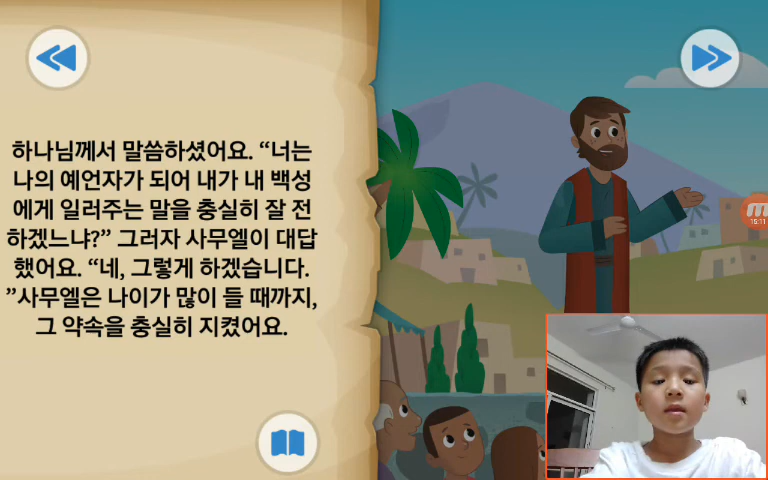 하나님께서 말씀하셨어요. “너는
나의 예언자가 되어 내가 내 백성
에게 일러주는 말을 충실히 잘 전
하겠느냐?” 그러자 사무엘이 대답
했어요. “네, 그렇게 하겠습니다.
”사무엘은 나이가 많이 들 때까지,
그 약속을 충실히 지켰어요.
15:11